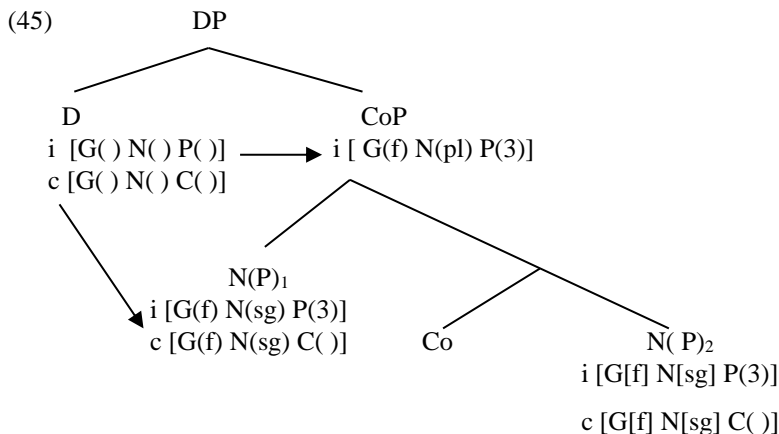 (45) DP
D CoP
i [G( ) N( ) P( )] i [ G(f) N(pl) P(3)]
c [G( ) N( ) C( )]
N(P)₁
i [G(f) N(sg) P(3)]
c [G(f) N(sg) C( )] Co N( P)₂
i [G[f] N[sg] P(3)]
c [G[f] N[sg] C( )]